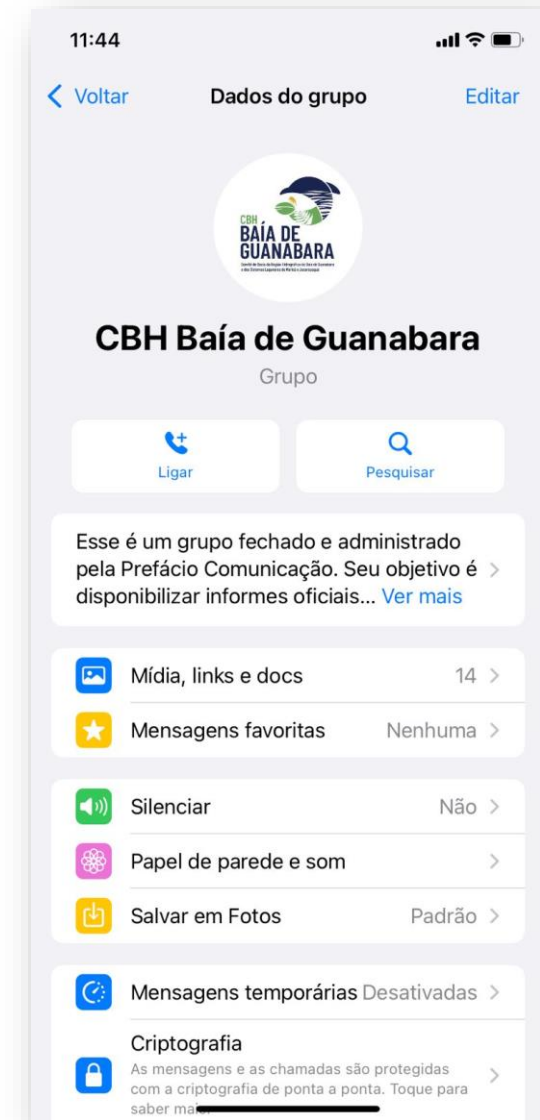 11:44
Voltar
Dados do grupo
Editar
CBH
BAÍA DE
GUANABARA
CBH Baía de Guanabara
Grupo
Ligar
Pesquisar
Esse é um grupo fechado e administrado
pela Prefácio Comunicação. Seu objetivo é
disponibilizar informes oficiais... Ver mais
Mídia, links e docs 14
Mensagens favoritas Nenhuma
Silenciar Não
Papel de parede e som
Salvar em Fotos Padrão
Mensagens temporárias Desativadas
Criptografia
As mensagens e as chamadas são protegidas
com a criptografia de ponta a ponta. Toque para
saber mais.